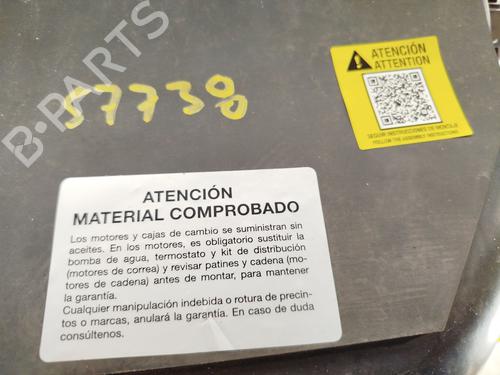 B-PARTS
57738
ATENCIÓN
ATTENTION
SEGUIR INSTRUCCIONES DE MONTAJE
FOLLOW THE ASSEMBLY INSTRUCTIONS
ATENCIÓN
MATERIAL COMPROBADO
Los motores y cajas de cambio se suministran sin
aceites. En los motores, es obligatorio sustituir la
bomba de agua, termostato y kit de distribución
(motores de correa) y revisar patines y cadena (mo-
tores de cadena) antes de montar, para mantener
la garantía.
Cualquier manipulación indebida o rotura de precin-
tos o marcas, anulará la garantía. En caso de duda
consúltenos.